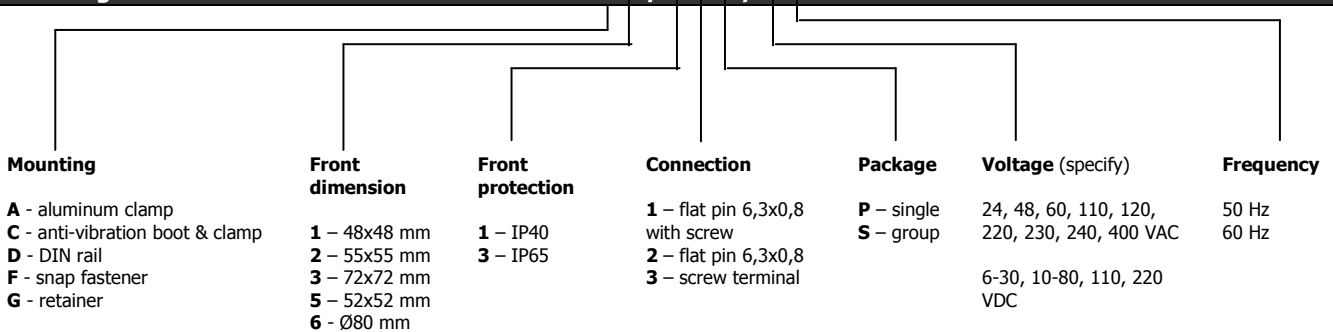 Mounting
A - aluminum clamp
C - anti-vibration boot & clamp
D - DIN rail
F - snap fastener
G - retainer
Front
dimension
1 – 48x48 mm
2 – 55x55 mm
3 – 72x72 mm
5 – 52x52 mm
6 - Ø80 mm
Front
protection
1 – IP40
3 – IP65
Connection
1 – flat pin 6,3x0,8
with screw
2 – flat pin 6,3x0,8
3 – screw terminal
Package
P – single
S – group
Voltage (specify)
24, 48, 60, 110, 120,
220, 230, 240, 400 VAC
6-30, 10-80, 110, 220
VDC
Frequency
50 Hz
60 Hz